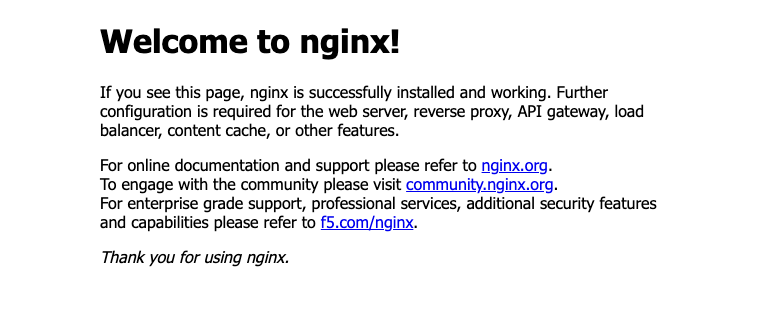 Welcome to nginx!
If you see this page, nginx is successfully installed and working. Further
configuration is required for the web server, reverse proxy, API gateway, load
balancer, content cache, or other features.
For online documentation and support please refer to nginx.org.
To engage with the community please visit community.nginx.org.
For enterprise grade support, professional services, additional security features
and capabilities please refer to f5.com/nginx.
Thank you for using nginx.